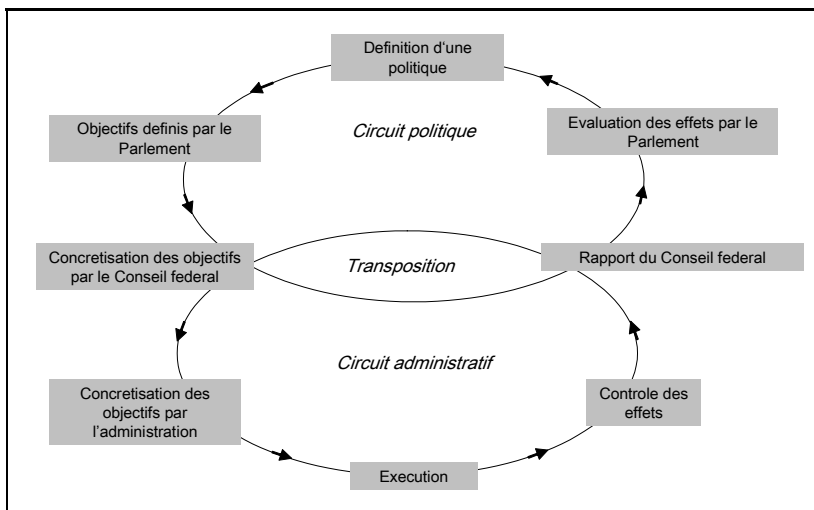 Definition d‘une
politique
Objectifs definis par le
Parlement
Circuit politique
Evaluation des effets par le
Parlement
Concretisation des objectifs
par le Conseil federal
Transposition
Rapport du Conseil federal
Circuit administratif
Concretisation des
objectifs par
l’administration
Controle des
effets
Execution